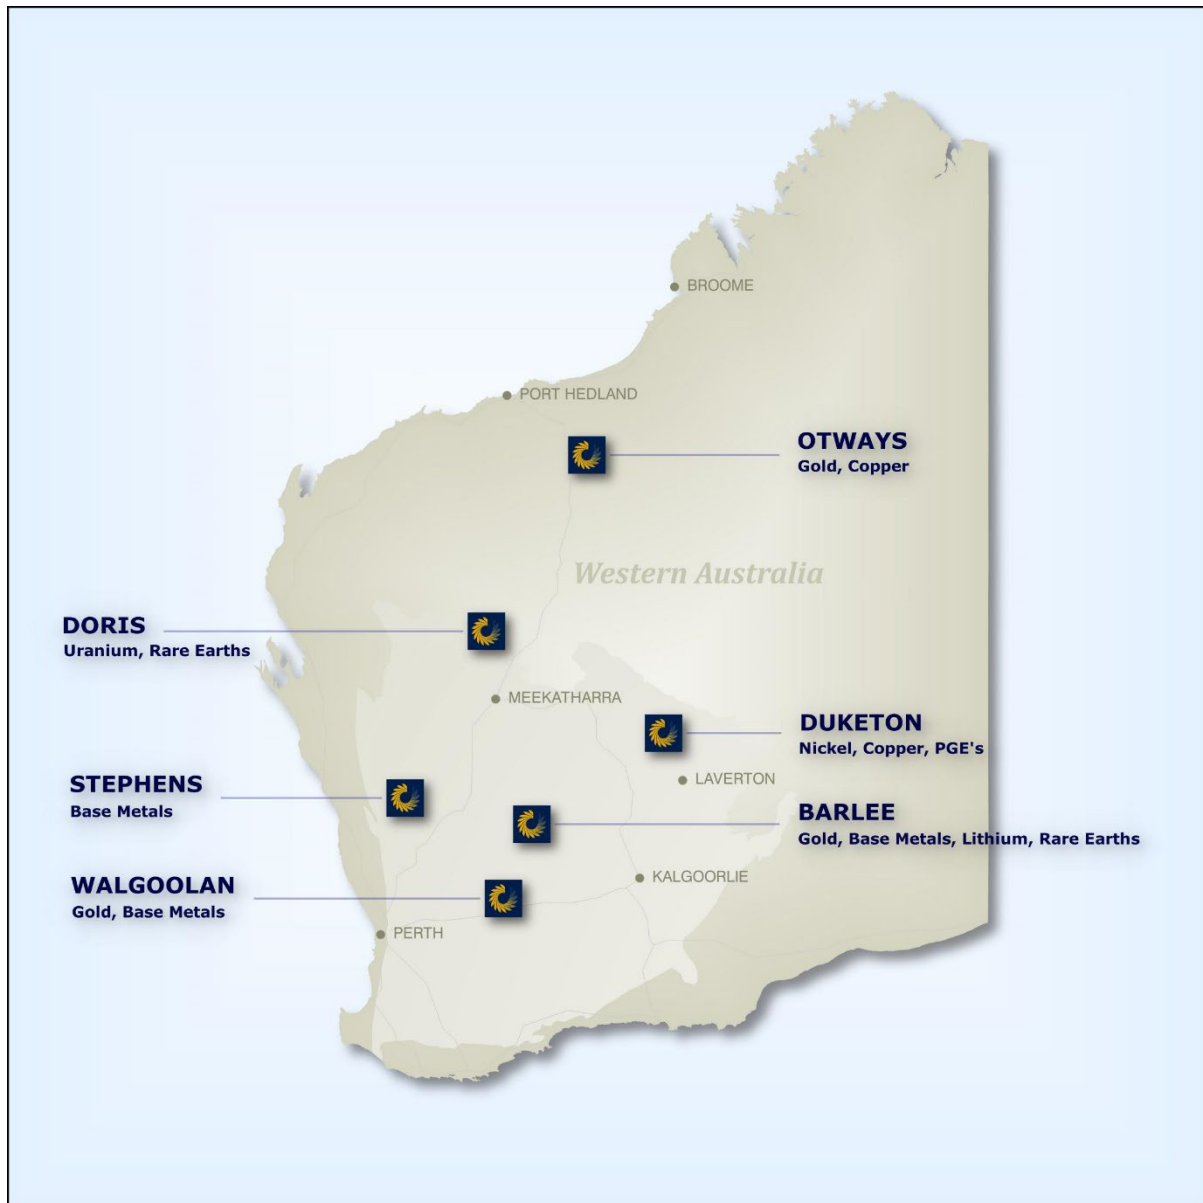 BROOME
PORT HEDLAND
OTWAYS
Gold, Copper
Western Australia
DORIS
Uranium, Rare Earths
MEEKATHARRA
DUKETON
Nickel, Copper, PGE's
LAVERTON
STEPHENS
Base Metals
BARLEE
Gold, Base Metals, Lithium, Rare Earths
KALGOORLIE
WALGOOLAN
Gold, Base Metals
PERTH